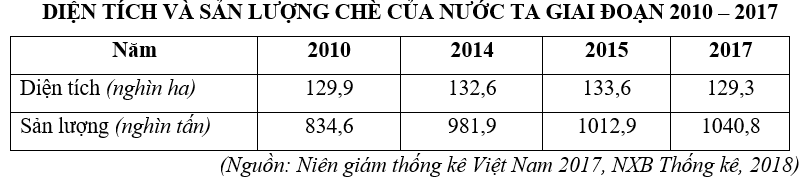 DIỆN TÍCH VÀ SẢN LƯỢNG CHÈ CỦA NƯỚC TA GIAI ĐOẠN 2010 – 2017
Năm 2010 2014 2015 2017
Diện tích (nghìn ha) 129,9 132,6 133,6 129,3
Sản lượng (nghìn tấn) 834,6 981,9 1012,9 1040,8
(Nguồn: Niên giám thống kê Việt Nam 2017, NXB Thống kê, 2018)